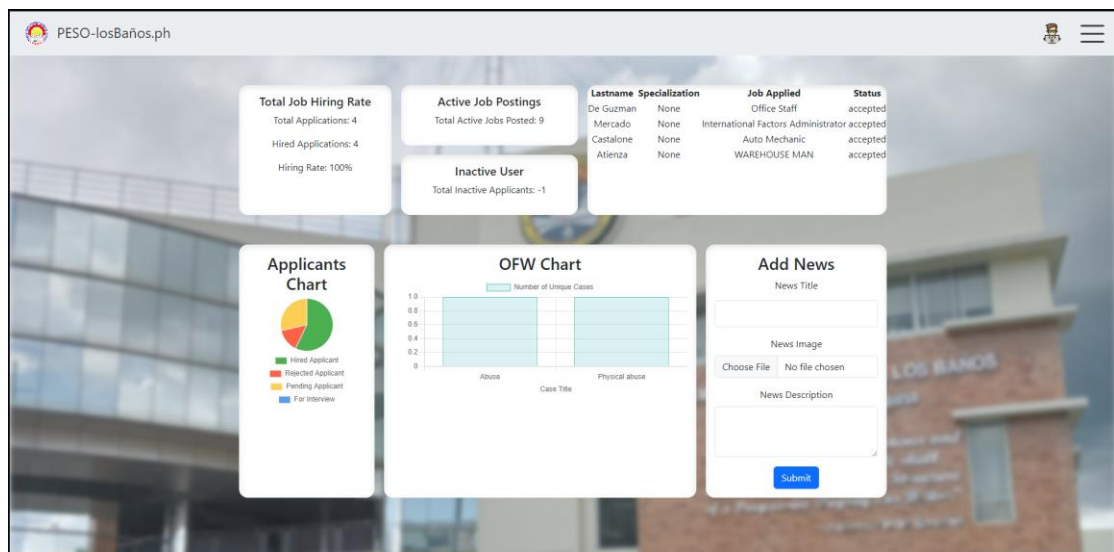 PESO-losBaños.ph
Total Job Hiring Rate
Total Applications: 4
Hired Applications: 4
Hiring Rate: 100%
Active Job Postings
Total Active Jobs Posted: 9
Inactive User
Total Inactive Applicants: -1
Lastname Specialization Job Applied Status
De Guzman None Office Staff accepted
Mercado None International Factors Administrator accepted
Castalone None Auto Mechanic accepted
Atienza None WAREHOUSE MAN accepted
Applicants
Chart
Hired Applicant
Rejected Applicant
Pending Applicant
For Interview
OFW Chart
Number of Unique Cases
1.0
0.8
0.6
0.4
0.2
0
Abuse Physical abuse
Case Title
Add News
News Title
News Image
Choose File No file chosen
News Description
Submit
LOS BAÑOS